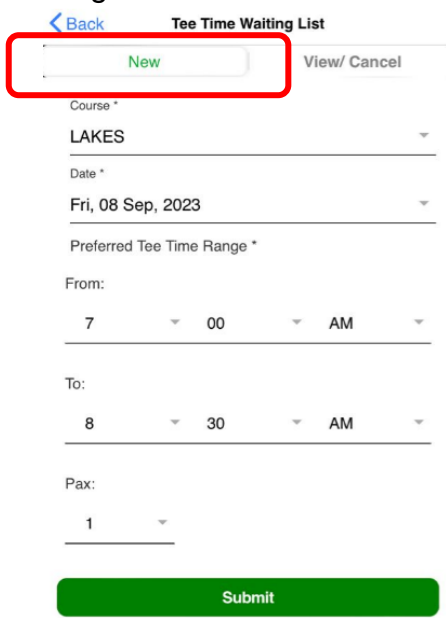 Back Tee Time Waiting List
New View/ Cancel
Course *
LAKES
Date *
Fri, 08 Sep, 2023
Preferred Tee Time Range *
From:
7 00 AM
To:
8 30 AM
Pax:
1
Submit